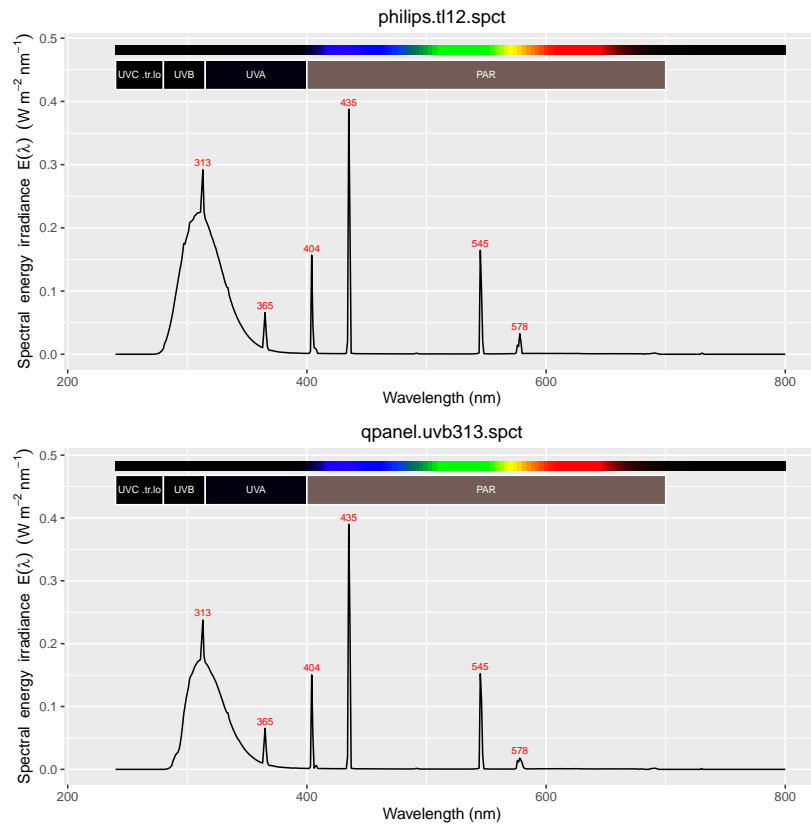 philips.tl12.spct
0.5
UVC .tr.lo UVB UVA PAR
0.4
435
0.3
313
0.2
404
545
0.1
365
578
0.0
200 400 600 800
Wavelength (nm)
Spectral energy irradiance E(λ) (W m⁻² nm⁻¹)
qpanel.uvb313.spct
0.5
UVC .tr.lo UVB UVA PAR
0.4
435
0.3
313
0.2
404
545
0.1
365
578
0.0
200 400 600 800
Wavelength (nm)
Spectral energy irradiance E(λ) (W m⁻² nm⁻¹)